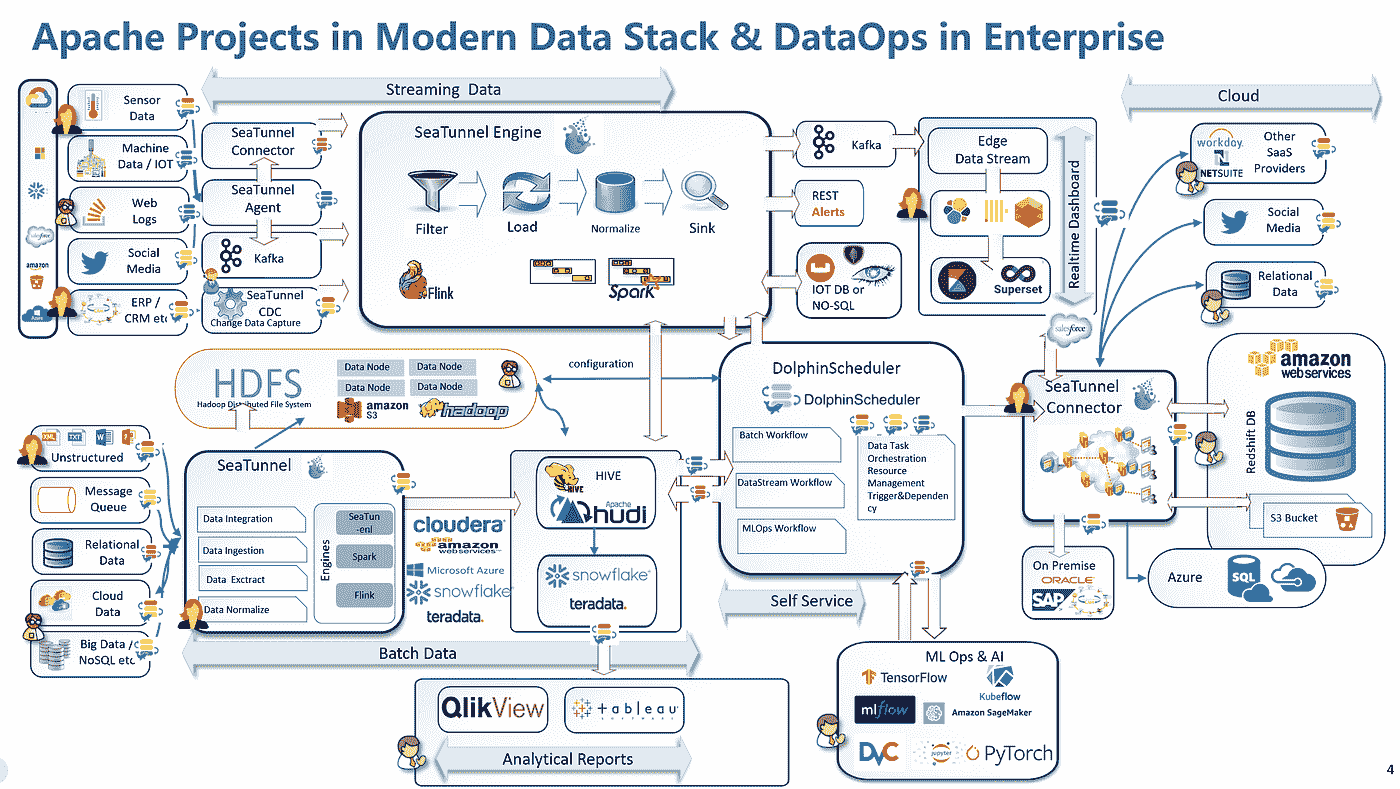 Apache Projects in Modern Data Stack & DataOps in Enterprise
Streaming Data
Cloud
Sensor
Data
Machine
Data / IOT
Web
Logs
Social
Media
ERP /
CRM etc
salesforce
amazon
SeaTunnel
Connector
SeaTunnel
Agent
Kafka
SeaTunnel
CDC
Change Data Capture
SeaTunnel Engine
Filter
Load
Normalize
Sink
Flink
Spark
Kafka
REST
Alerts
IOT DB or
NO-SQL
Edge
Data Stream
Superset
Realtime Dashboard
workday.
NETSUITE
Other
SaaS
Providers
Social
Media
Relational
Data
salesforce
HDFS
Hadoop Distributed File System
Data Node
Data Node
Data Node
Data Node
amazon
S3
hadoop
configuration
DolphinScheduler
DolphinScheduler
Batch Workflow
DataStream Workflow
MLOps Workflow
Data Task
Orchestration
Resource
Management
Trigger&Dependen
cy
SeaTunnel
Connector
amazon
webservices
Redshift DB
S3 Bucket
On Premise
ORACLE
SAP
Azure
SQL
XML
TXT
Unstructured
Message
Queue
Relational
Data
Cloud
Data
Big Data /
NoSQL etc
SeaTunnel
Data Integration
Data Ingestion
Data Exctract
Data Normalize
Engines
SeaTun
-enl
Spark
Flink
cloudera
amazon
webservices
Microsoft Azure
snowflake
teradata.
HIVE
HIVE
Apache
hudi
snowflake
teradata.
Self Service
Batch Data
QlikView
+ableau
SOFTWARE
Analytical Reports
ML Ops & AI
TensorFlow
Kubeflow
mlflow
Amazon SageMaker
DVC
jupyter
PyTorch
4